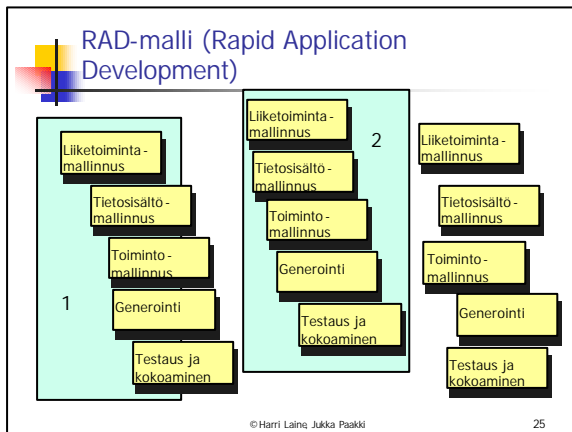 RAD-malli (Rapid Application
Development)
1
Liiketoiminta-
mallinnus
Tietosisältö-
mallinnus
Toiminto-
mallinnus
Generointi
Testaus ja
kokoaminen
2
Liiketoiminta-
mallinnus
Tietosisältö-
mallinnus
Toiminto-
mallinnus
Generointi
Testaus ja
kokoaminen
Liiketoiminta-
mallinnus
Tietosisältö-
mallinnus
Toiminto-
mallinnus
Generointi
Testaus ja
kokoaminen
© Harri Laine, Jukka Paakki
25